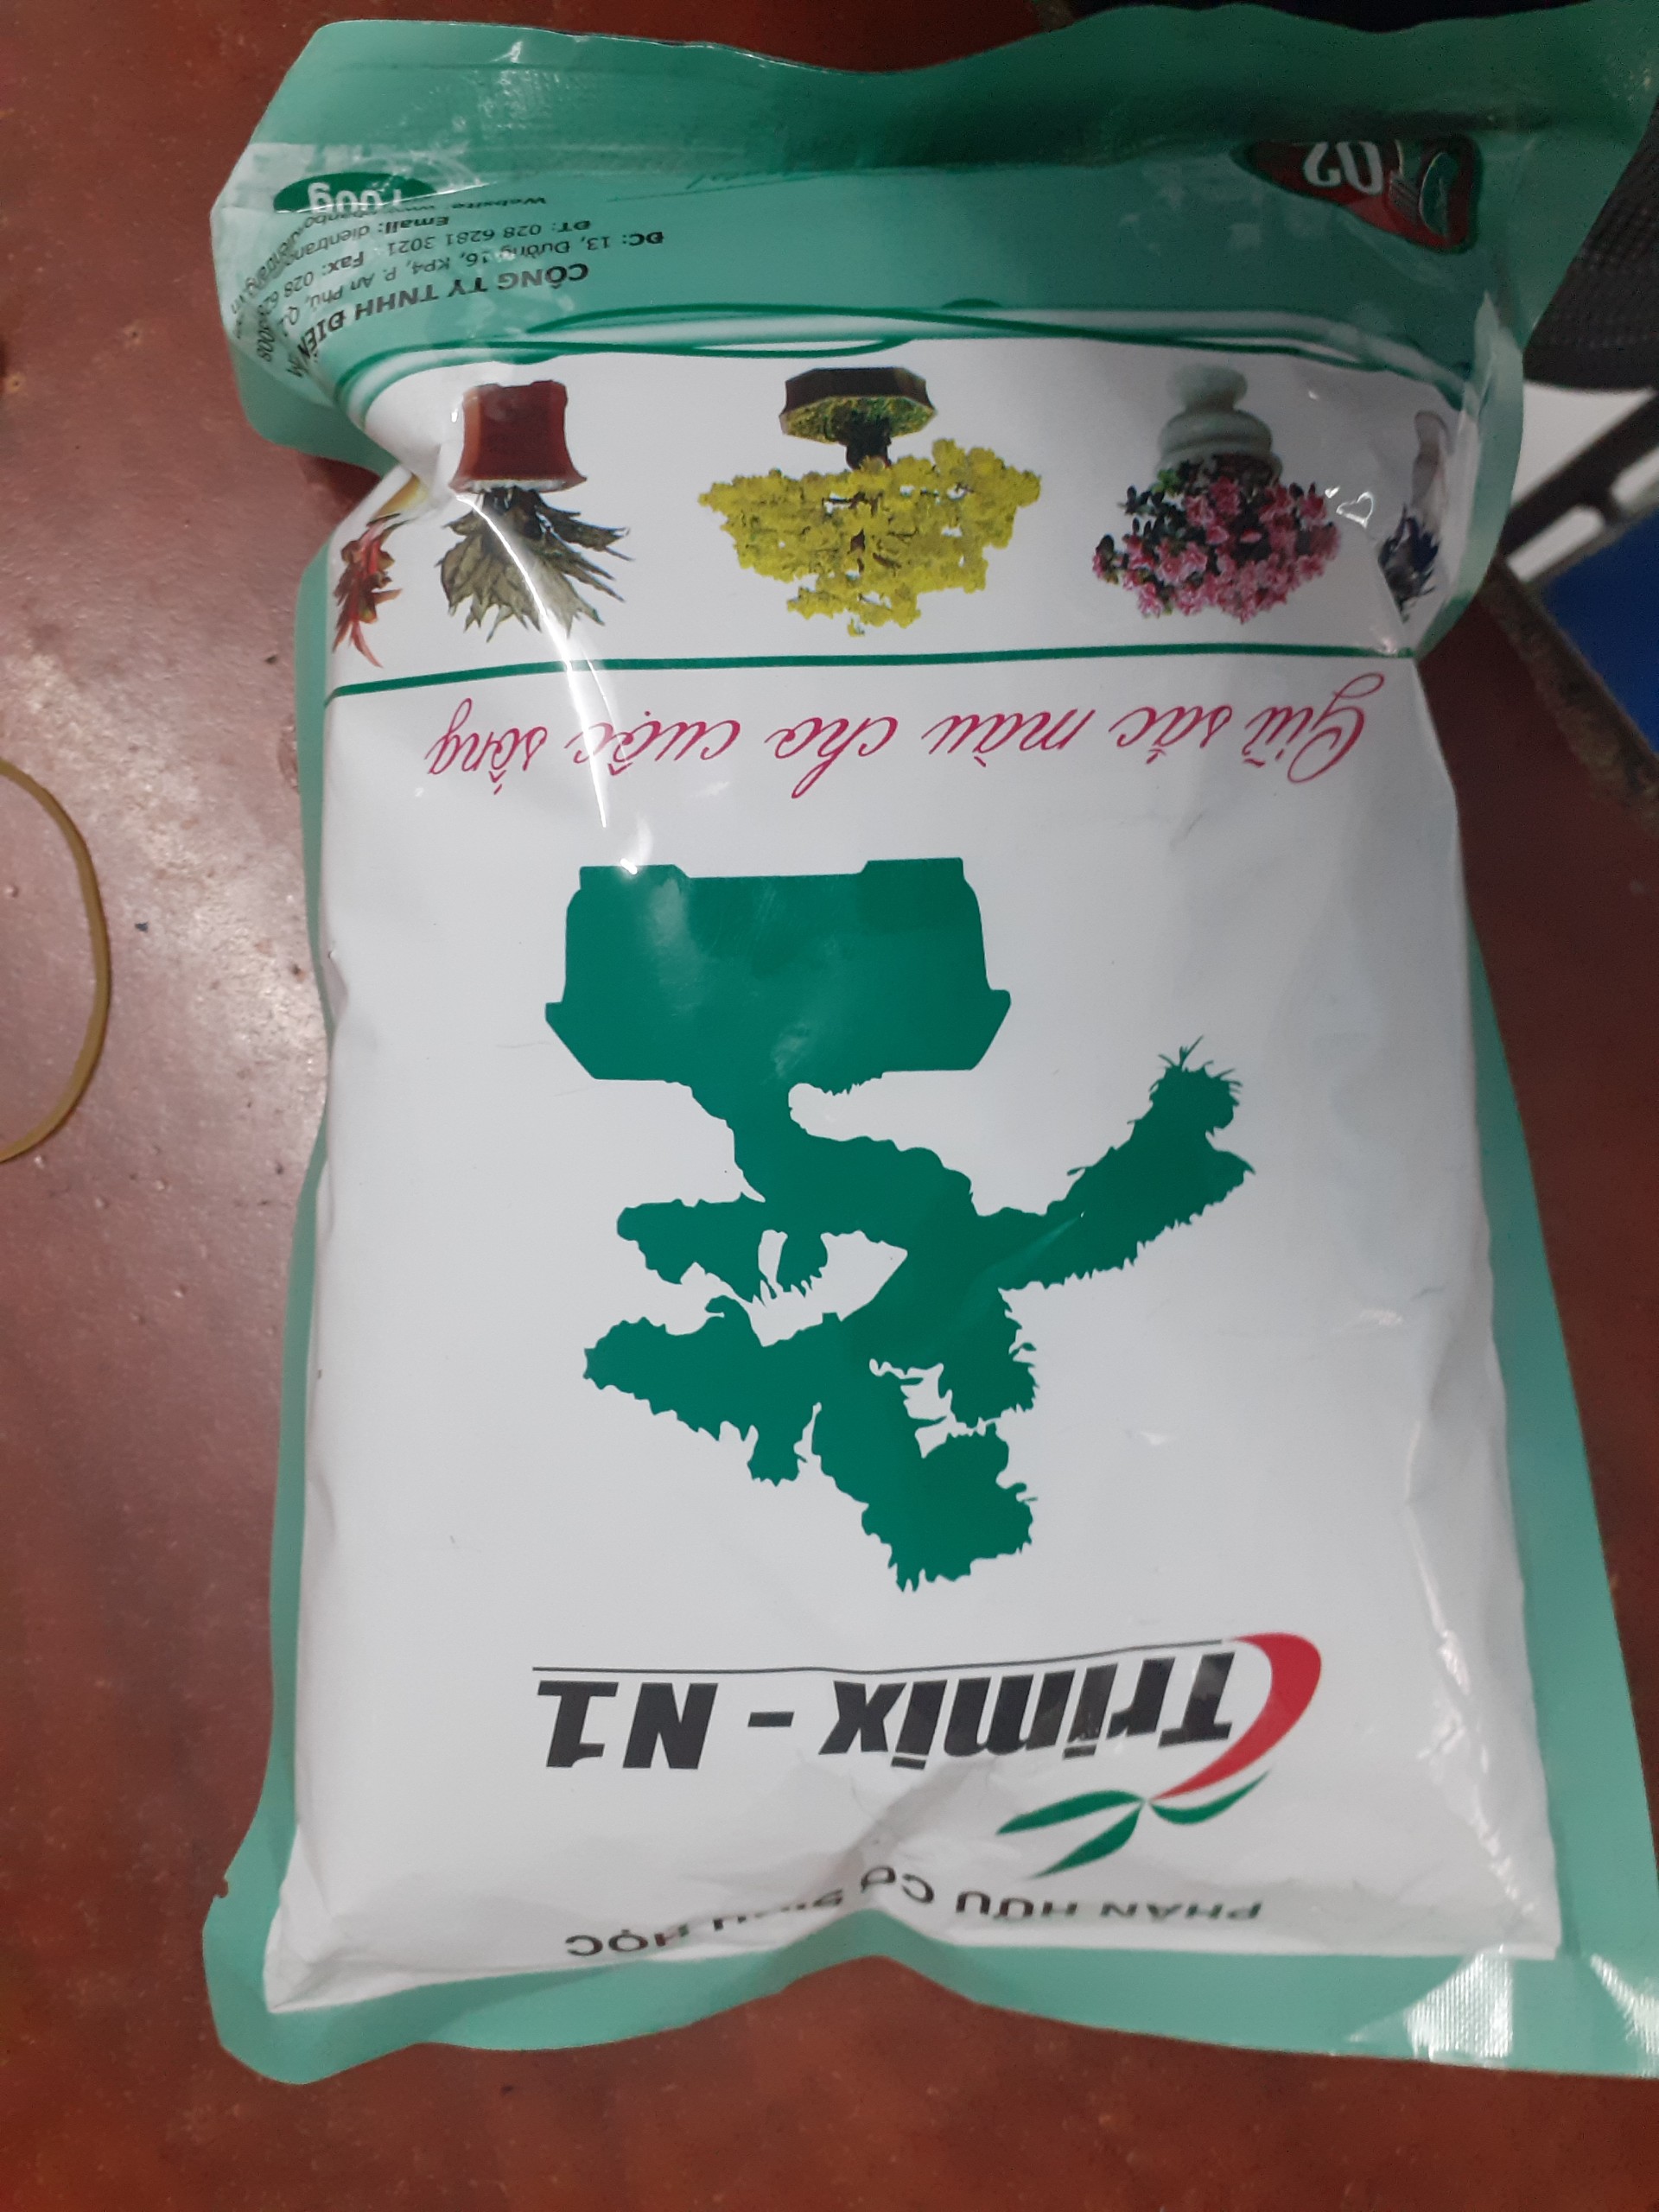 PHÂN HỮU CƠ SINH HỌC
Trimix - N1
Giữ sắc màu cho cuộc sống
02
CÔNG TY TNHH ĐIỀN
ĐC: 13, Đường 16, KP4, P. An Phú, Q.
ĐT: 028 6281 3021 - Fax: 028
Email:
Website: